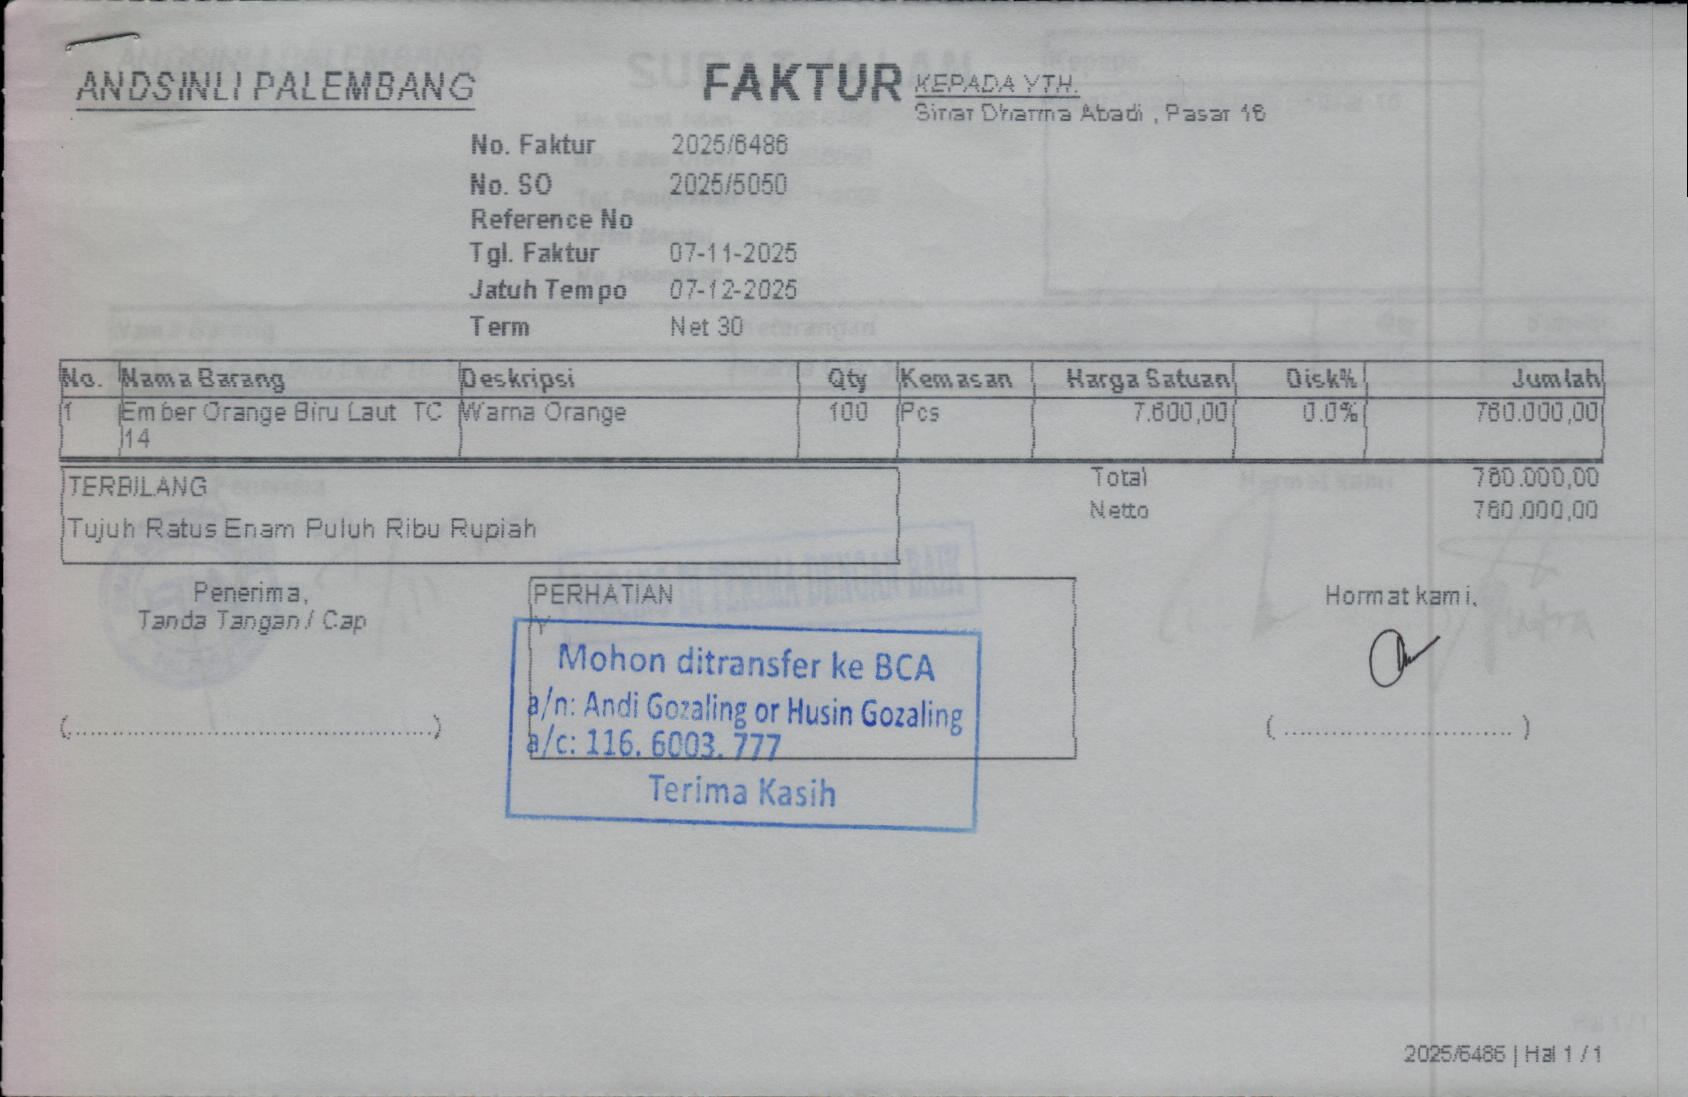 ANDSINLI PALEMBANG
FAKTUR
KEPADA YTH.
Sinar Dharma Abadi , Pasar 16
No. Faktur 2025/6486
No. SO 2025/5050
Reference No
Tgl. Faktur 07-11-2025
Jatuh Tempo 07-12-2025
Term Net 30
No. Nama Barang Deskripsi Qty Kemasan Harga Satuan Disk% Jumlah
1 Ember Orange Biru Laut TC Warna Orange 100 Pcs 7.600,00 0.0% 760.000,00
14
TERBILANG
Tujuh Ratus Enam Puluh Ribu Rupiah
Total 760.000,00
Netto 760.000,00
Penerima,
Tanda Tangan / Cap
(................................................)
PERHATIAN
Y
Mohon ditransfer ke BCA
a/n: Andi Gozaling or Husin Gozaling
a/c: 116. 6003. 777
Terima Kasih
Hormat kami,
(............................... )
2025/6486 | Hal 1 / 1